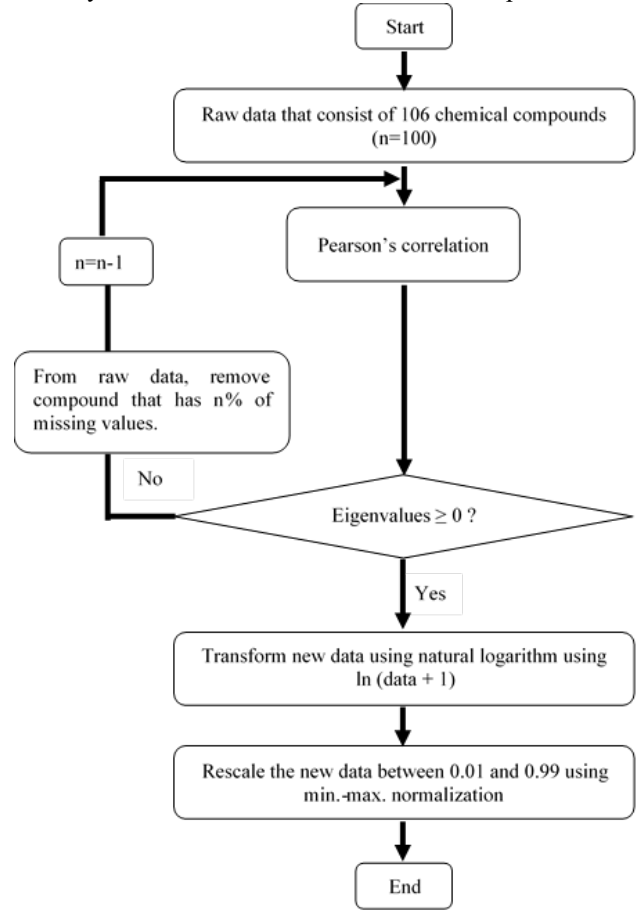 Start
Raw data that consist of 106 chemical compounds
(n=100)
Pearson's correlation
n=n-1
From raw data, remove
compound that has n% of
missing values.
No
Eigenvalues ≥ 0 ?
Yes
Transform new data using natural logarithm using
ln (data + 1)
Rescale the new data between 0.01 and 0.99 using
min.-max. normalization
End